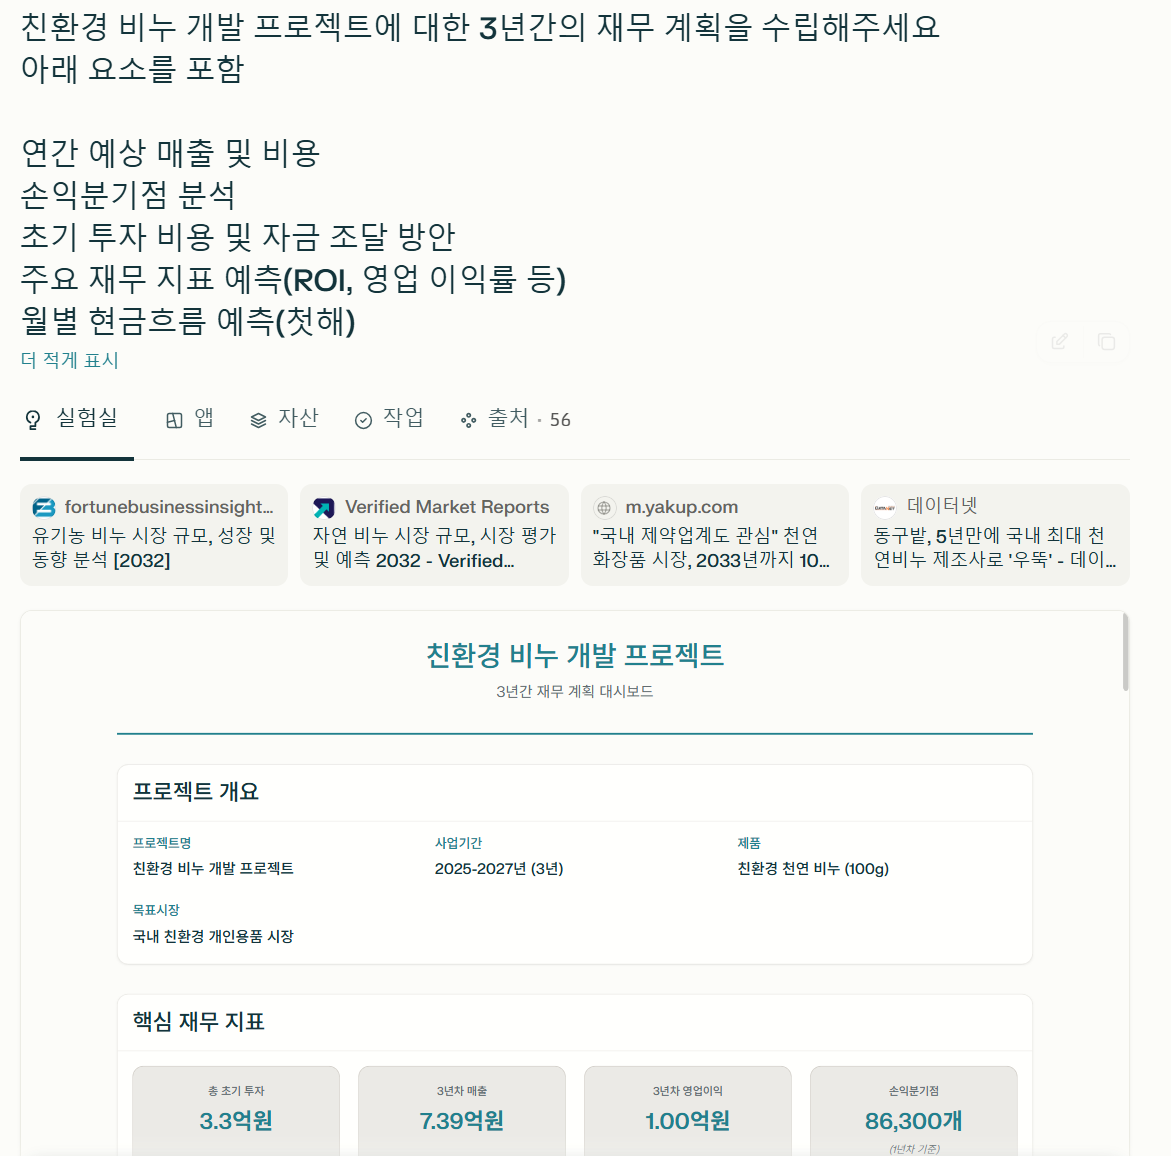 친환경 비누 개발 프로젝트에 대한 3년간의 재무 계획을 수립해주세요
아래 요소를 포함
연간 예상 매출 및 비용
손익분기점 분석
초기 투자 비용 및 자금 조달 방안
주요 재무 지표 예측(ROI, 영업 이익률 등)
월별 현금흐름 예측(첫해)
더 적게 표시
실험실 앱 자산 작업 출처 · 56
fortunebusinessinsight...
유기농 비누 시장 규모, 성장 및
동향 분석 [2032]
Verified Market Reports
자연 비누 시장 규모, 시장 평가
및 예측 2032 - Verified...
m.yakup.com
"국내 제약업계도 관심" 천연
화장품 시장, 2033년까지 10...
데이터넷
동구밭, 5년만에 국내 최대 천
연비누 제조사로 '우뚝' - 데이...
친환경 비누 개발 프로젝트
3년간 재무 계획 대시보드
프로젝트 개요
프로젝트명
친환경 비누 개발 프로젝트
사업기간
2025-2027년 (3년)
제품
친환경 천연 비누 (100g)
목표시장
국내 친환경 개인용품 시장
핵심 재무 지표
총 초기 투자
3.3억원
3년차 매출
7.39억원
3년차 영업이익
1.00억원
손익분기점
86,300개
(1년차 기준)